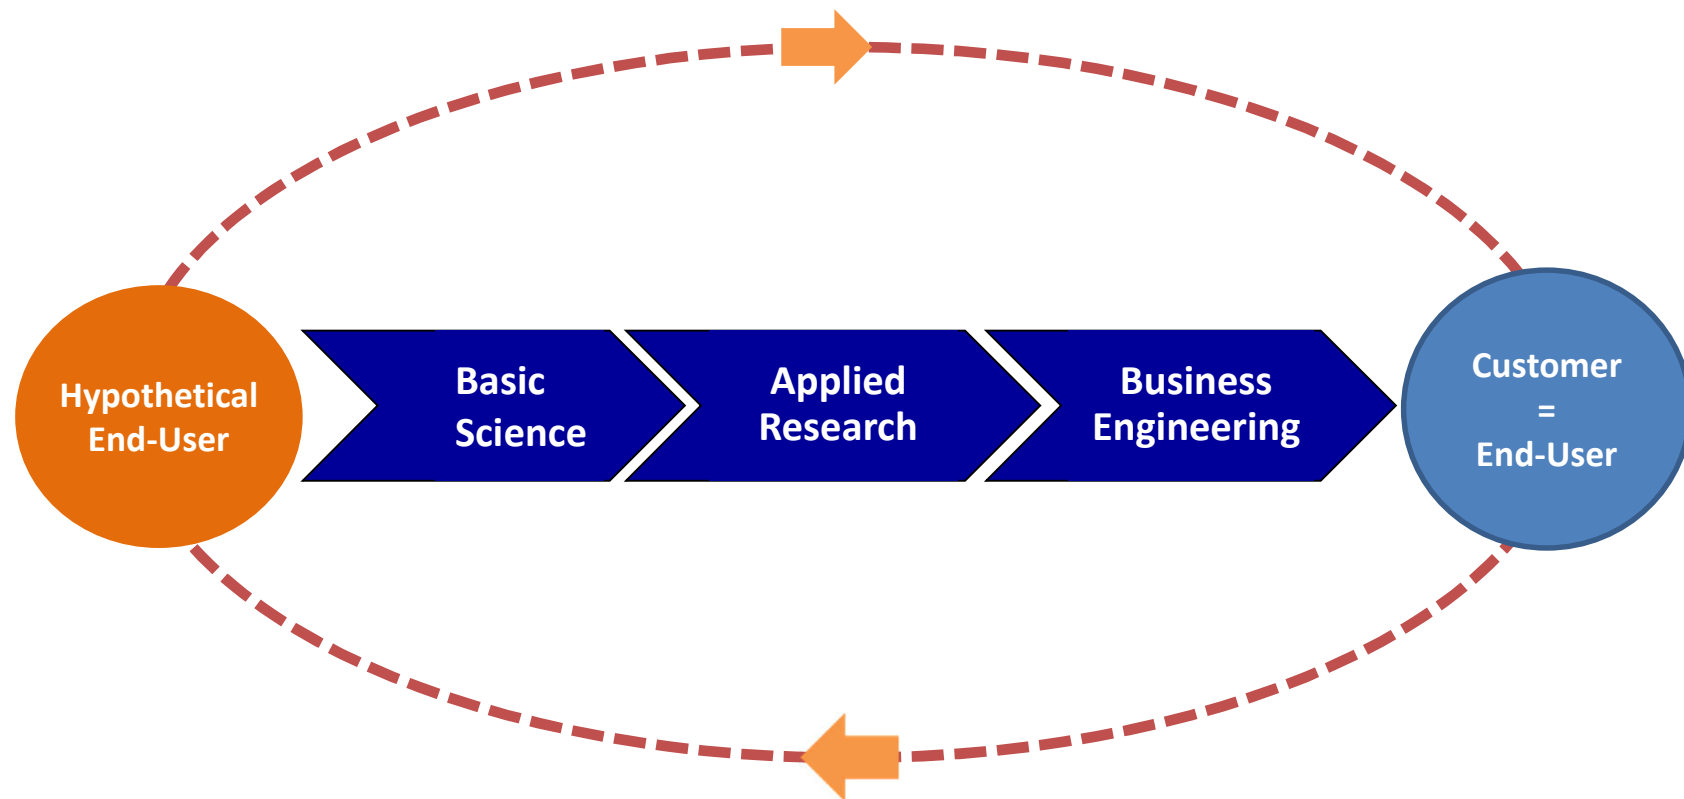 Hypothetical
End-User
Basic
Science
Applied
Research
Business
Engineering
Customer
=
End-User